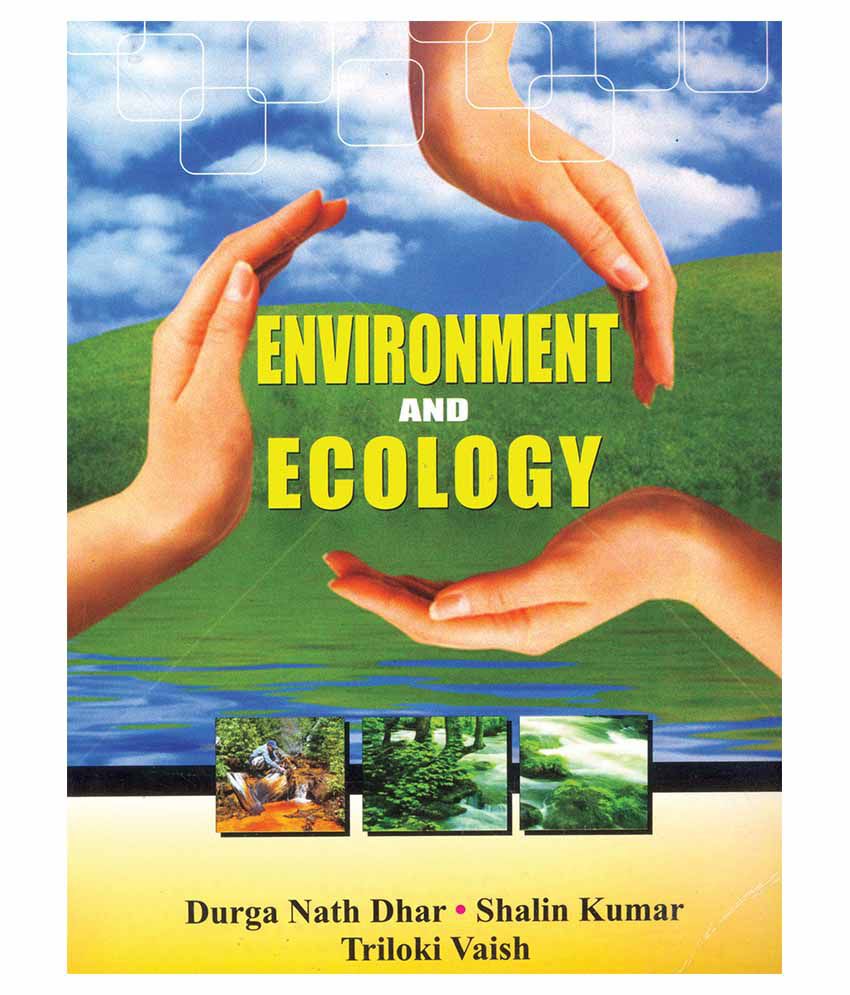 ENVIRONMENT
AND
ECOLOGY
Durga Nath Dhar • Shalin Kumar
Triloki Vaish